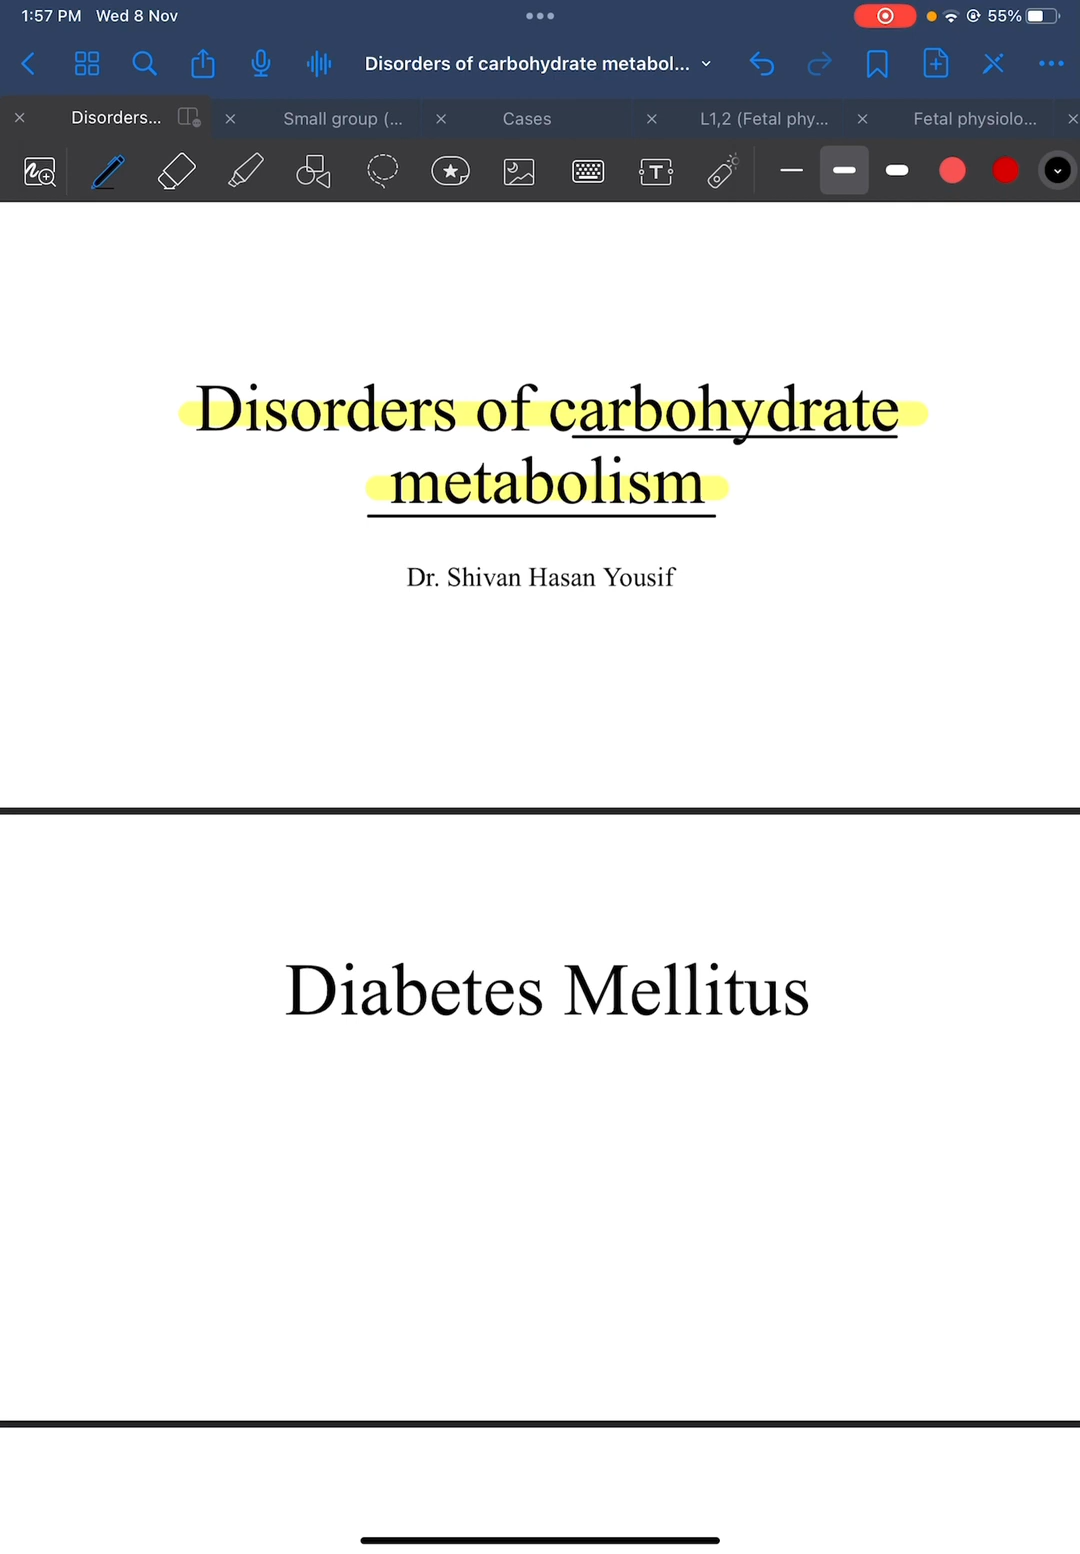 1:57 PM Wed 8 Nov
55%
Disorders of carbohydrate metabol...
Disorders...
Small group (...
Cases
L1,2 (Fetal phy...
Fetal physiolo...
T
Disorders of carbohydrate
metabolism
Dr. Shivan Hasan Yousif
Diabetes Mellitus